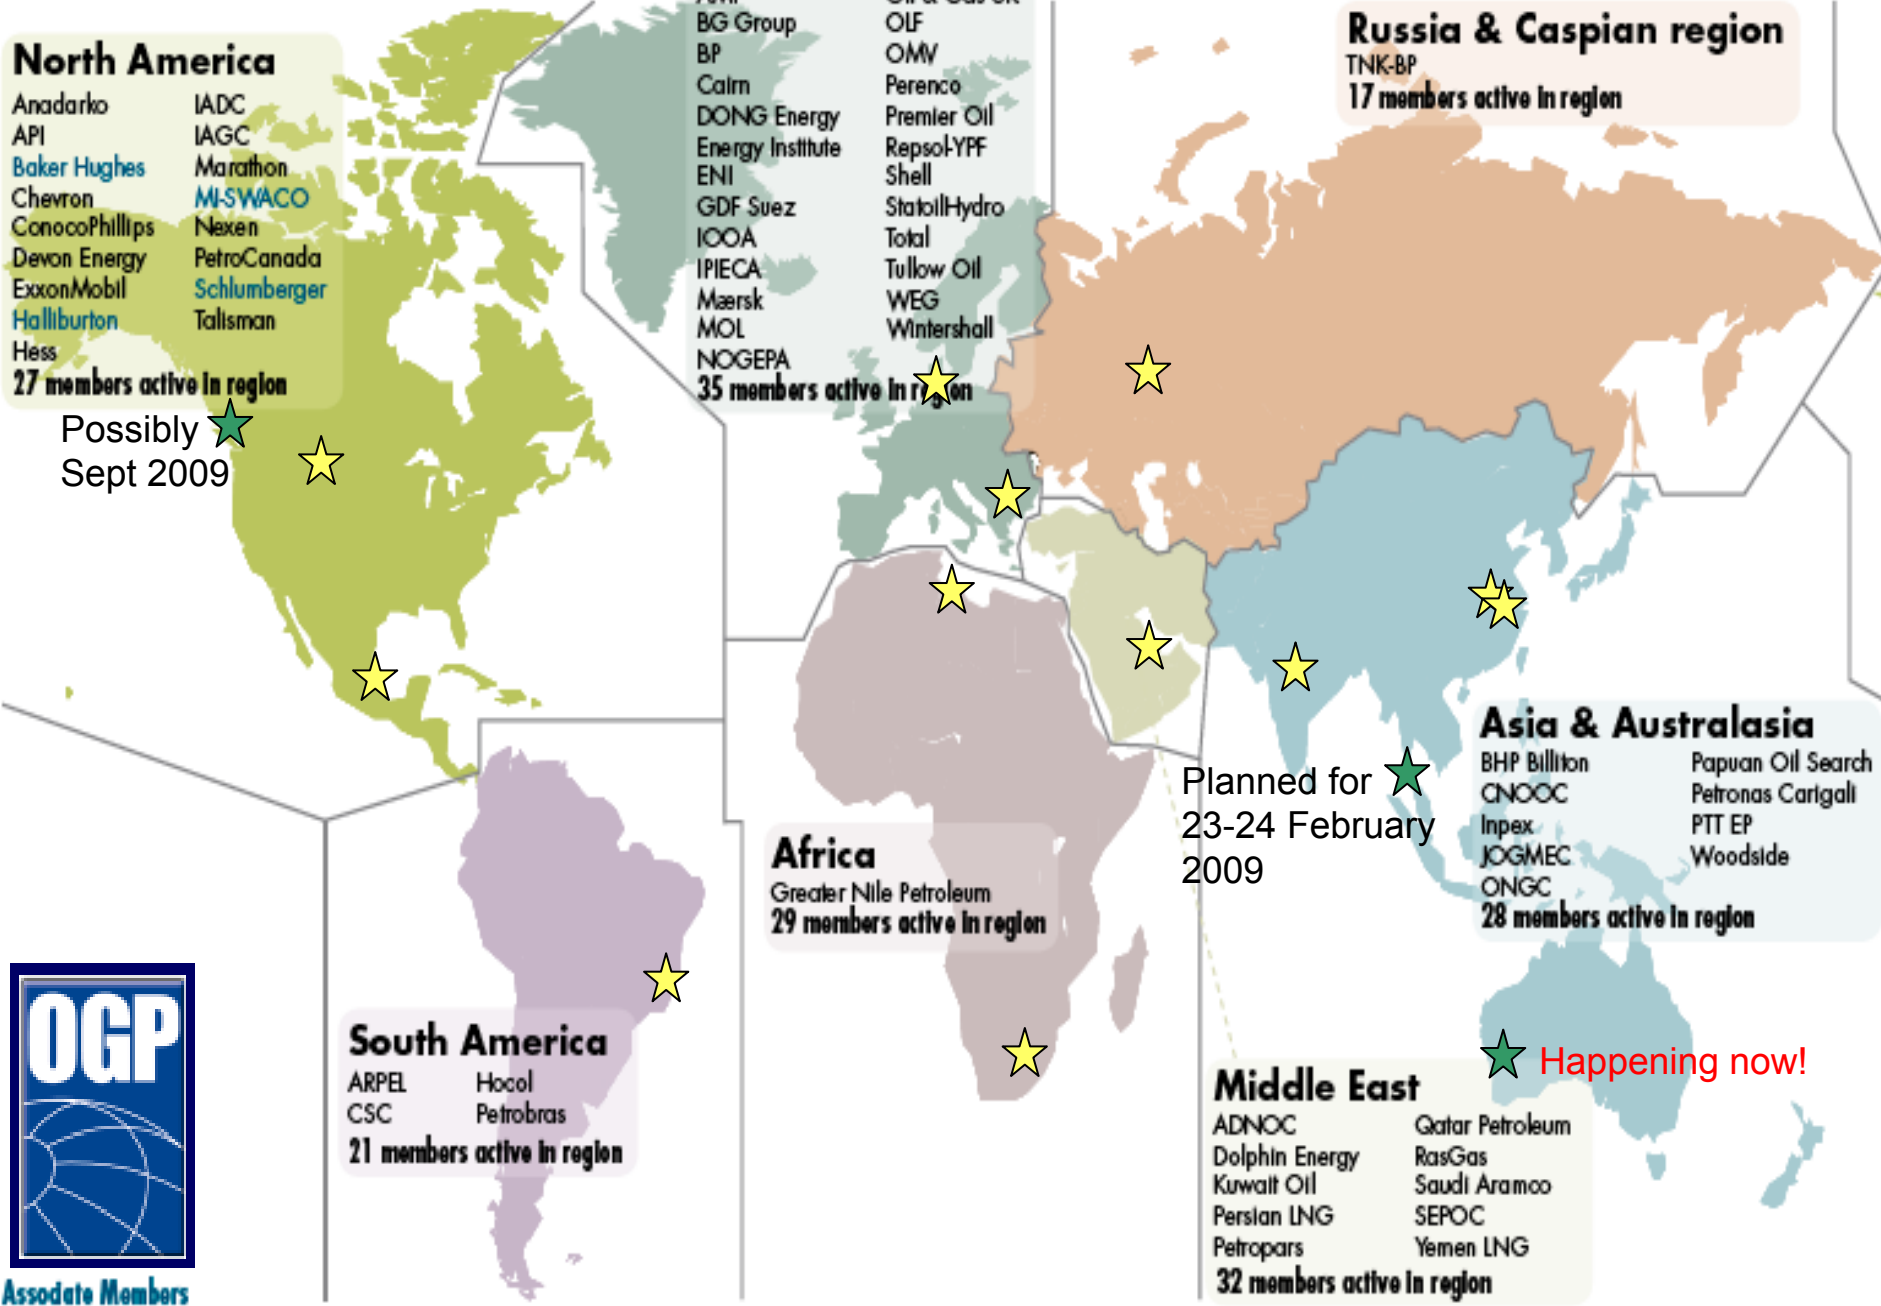 BG Group
OLF
BP
OMV
Cairn
Perenco
DONG Energy
Premier Oil
Energy Institute
Repsol-YPF
ENI
Shell
GDF Suez
StatoilHydro
IOOA
Total
IPIECA
Tullow Oil
Mærsk
WEG
MOL
Wintershall
NOGEPA
35 members active in region
Russia & Caspian region
TNK-BP
17 members active in region
North America
Anadarko
IADC
API
IAGC
Baker Hughes
Marathon
Chevron
MI-SWACO
ConocoPhillips
Nexen
Devon Energy
PetroCanada
ExxonMobil
Schlumberger
Halliburton
Talisman
Hess
27 members active in region
Possibly
Sept 2009
Planned for
23-24 February
2009
Asia & Australasia
BHP Billiton
Papuan Oil Search
CNOOC
Petronas Carigali
Inpex
PTT EP
JOGMEC
Woodside
ONGC
28 members active in region
Africa
Greater Nile Petroleum
29 members active in region
South America
ARPEL
Hocol
CSC
Petrobras
21 members active in region
Happening now!
Middle East
ADNOC
Qatar Petroleum
Dolphin Energy
RasGas
Kuwait Oil
Saudi Aramco
Persian LNG
SEPOC
Petropars
Yemen LNG
32 members active in region
OGP
Associate Members